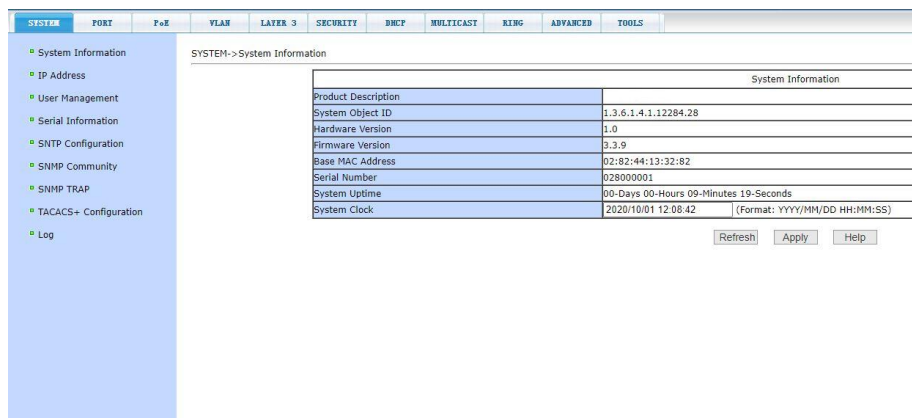 SYSTEM PORT PoE VLAN LAYER 3 SECURITY DHCP MULTICAST RING ADVANCED TOOLS
System Information
IP Address
User Management
Serial Information
SNTP Configuration
SNMP Community
SNMP TRAP
TACACS+ Configuration
Log
SYSTEM->System Information
System Information
Product Description
System Object ID 1.3.6.1.4.1.12284.28
Hardware Version 1.0
Firmware Version 3.3.9
Base MAC Address 02:82:44:13:32:82
Serial Number 028000001
System Uptime 00-Days 00-Hours 09-Minutes 19-Seconds
System Clock 2020/10/01 12:08:42 (Format: YYYY/MM/DD HH:MM:SS)
Refresh Apply Help